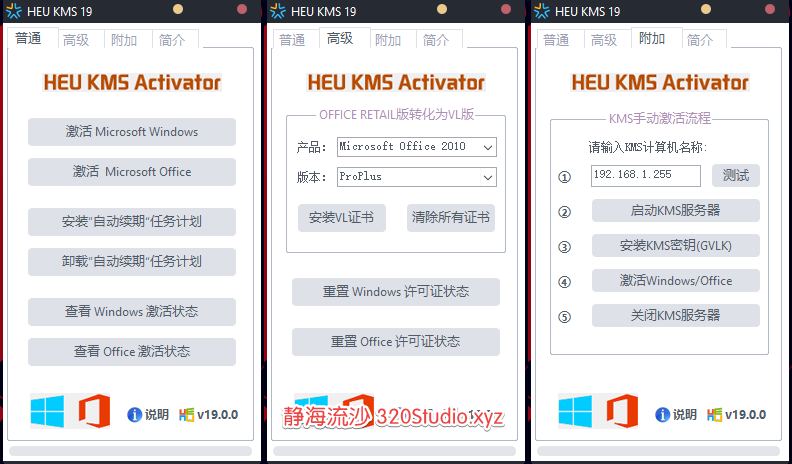 HEU KMS 19
普通 高级 附加 简介
HEU KMS Activator
激活 Microsoft Windows
激活 Microsoft Office
安装“自动续期”任务计划
卸载“自动续期”任务计划
查看 Windows 激活状态
查看 Office 激活状态
说明 v19.0.0
HEU KMS 19
普通 高级 附加 简介
HEU KMS Activator
OFFICE RETAIL版转化为VL版
产品: Microsoft Office 2010
版本: ProPlus
安装VL证书 清除所有证书
重置 Windows 许可证状态
重置 Office 许可证状态
静海流沙 320Studio.xyz
HEU KMS 19
普通 高级 附加 简介
HEU KMS Activator
KMS手动激活流程
请输入KMS计算机名称:
① 192.168.1.255 测试
② 启动KMS服务器
③ 安装KMS密钥(GVLK)
④ 激活Windows/Office
⑤ 关闭KMS服务器
说明 v19.0.0